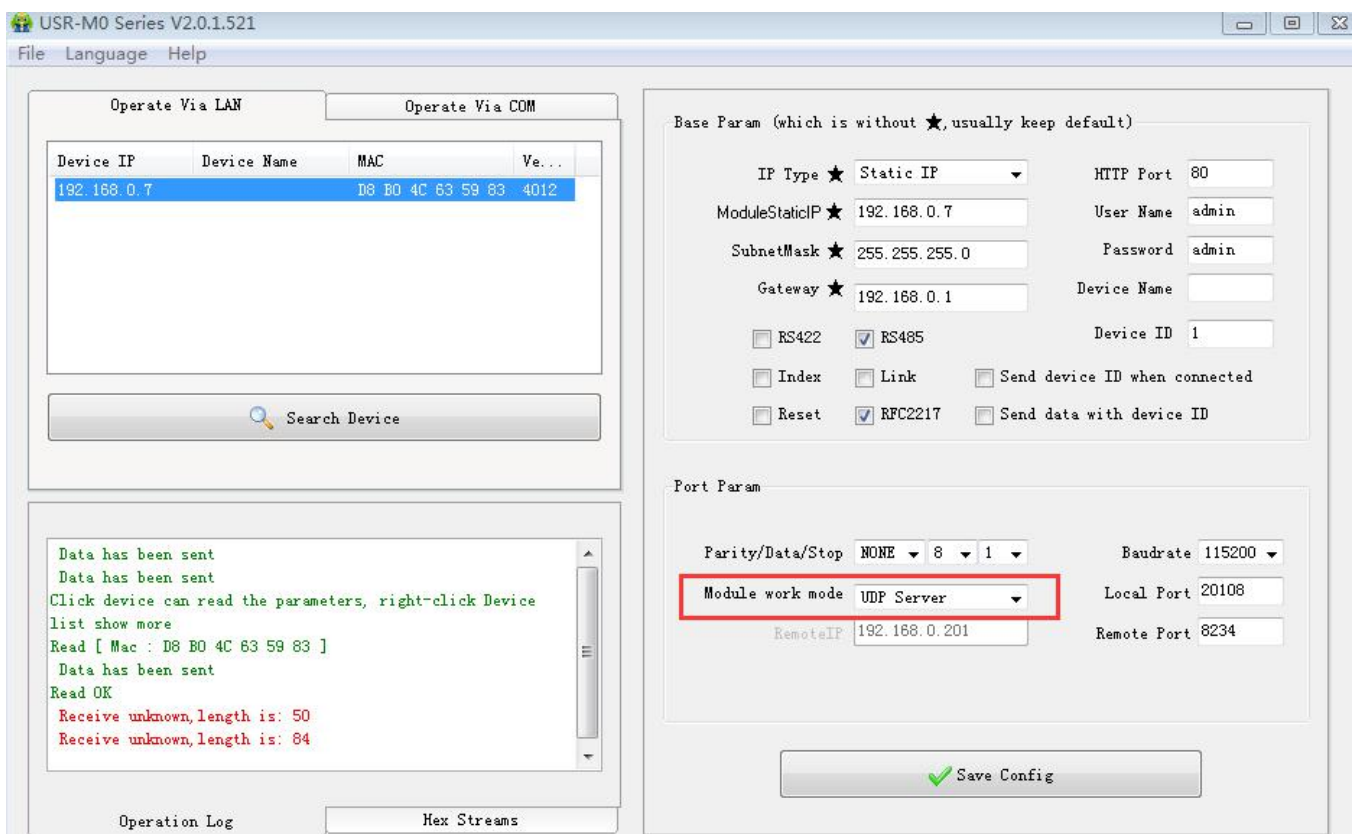 USR-M0 Series V2.0.1.521
File Language Help
Operate Via LAN
Operate Via COM
Device IP Device Name MAC Ve...
192.168.0.7 D8 B0 4C 63 59 83 4012
Search Device
Data has been sent
Data has been sent
Click device can read the parameters, right-click Device
list show more
Read [ Mac : D8 B0 4C 63 59 83 ]
Data has been sent
Read OK
Receive unknown,length is: 50
Receive unknown,length is: 84
Operation Log
Hex Streams
Base Param (which is without ★,usually keep default)
IP Type ★ Static IP HTTP Port 80
ModuleStaticIP ★ 192.168.0.7 User Name admin
SubnetMask ★ 255.255.255.0 Password admin
Gateway ★ 192.168.0.1 Device Name
RS422 RS485 Device ID 1
Index Link Send device ID when connected
Reset RFC2217 Send data with device ID
Port Param
Parity/Data/Stop NONE 8 1 Baudrate 115200
Module work mode UDP Server Local Port 20108
RemoteIP 192.168.0.201 Remote Port 8234
Save Config